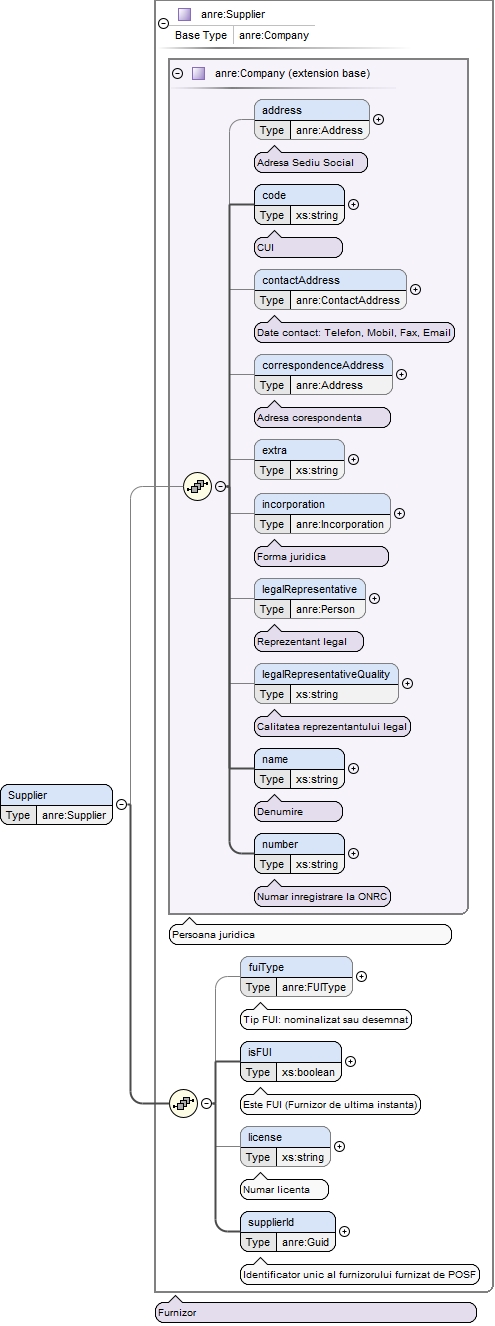 anre:Supplier
Base Type anre:Company
anre:Company (extension base)
address
Type anre:Address
Adresa Sediu Social
code
Type xs:string
CUI
contactAddress
Type anre:ContactAddress
Date contact: Telefon, Mobil, Fax, Email
correspondenceAddress
Type anre:Address
Adresa corespondenta
extra
Type xs:string
incorporation
Type anre:Incorporation
Forma juridica
legalRepresentative
Type anre:Person
Reprezentant legal
legalRepresentativeQuality
Type xs:string
Calitatea reprezentantului legal
name
Type xs:string
Denumire
Supplier
Type anre:Supplier
number
Type xs:string
Numar inregistrare la ONRC
Persoana juridica
fuiType
Type anre:FUIType
Tip FUI: nominalizat sau desemnat
isFUI
Type xs:boolean
Este FUI (Furnizor de ultima instanta)
license
Type xs:string
Numar licenta
supplierId
Type anre:Guid
Identificator unic al furnizorului furnizat de POSF
Furnizor